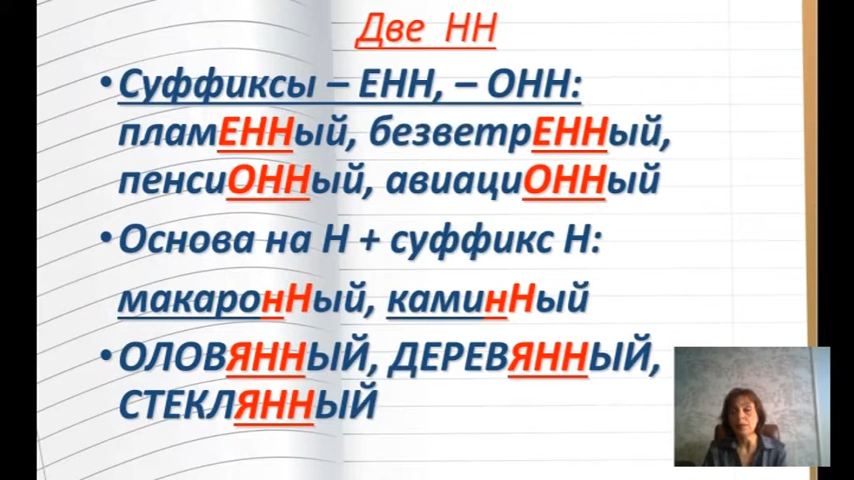 Две НН
• Суффиксы – ЕНН, – ОНН:
пламЕННый, безветрЕННый,
пенсиОННый, авиациОННый
• Основа на Н + суффикс Н:
макаронНый, каминНый
• ОЛОВЯННЫЙ, ДЕРЕВЯННЫЙ,
СТЕКЛЯННЫЙ